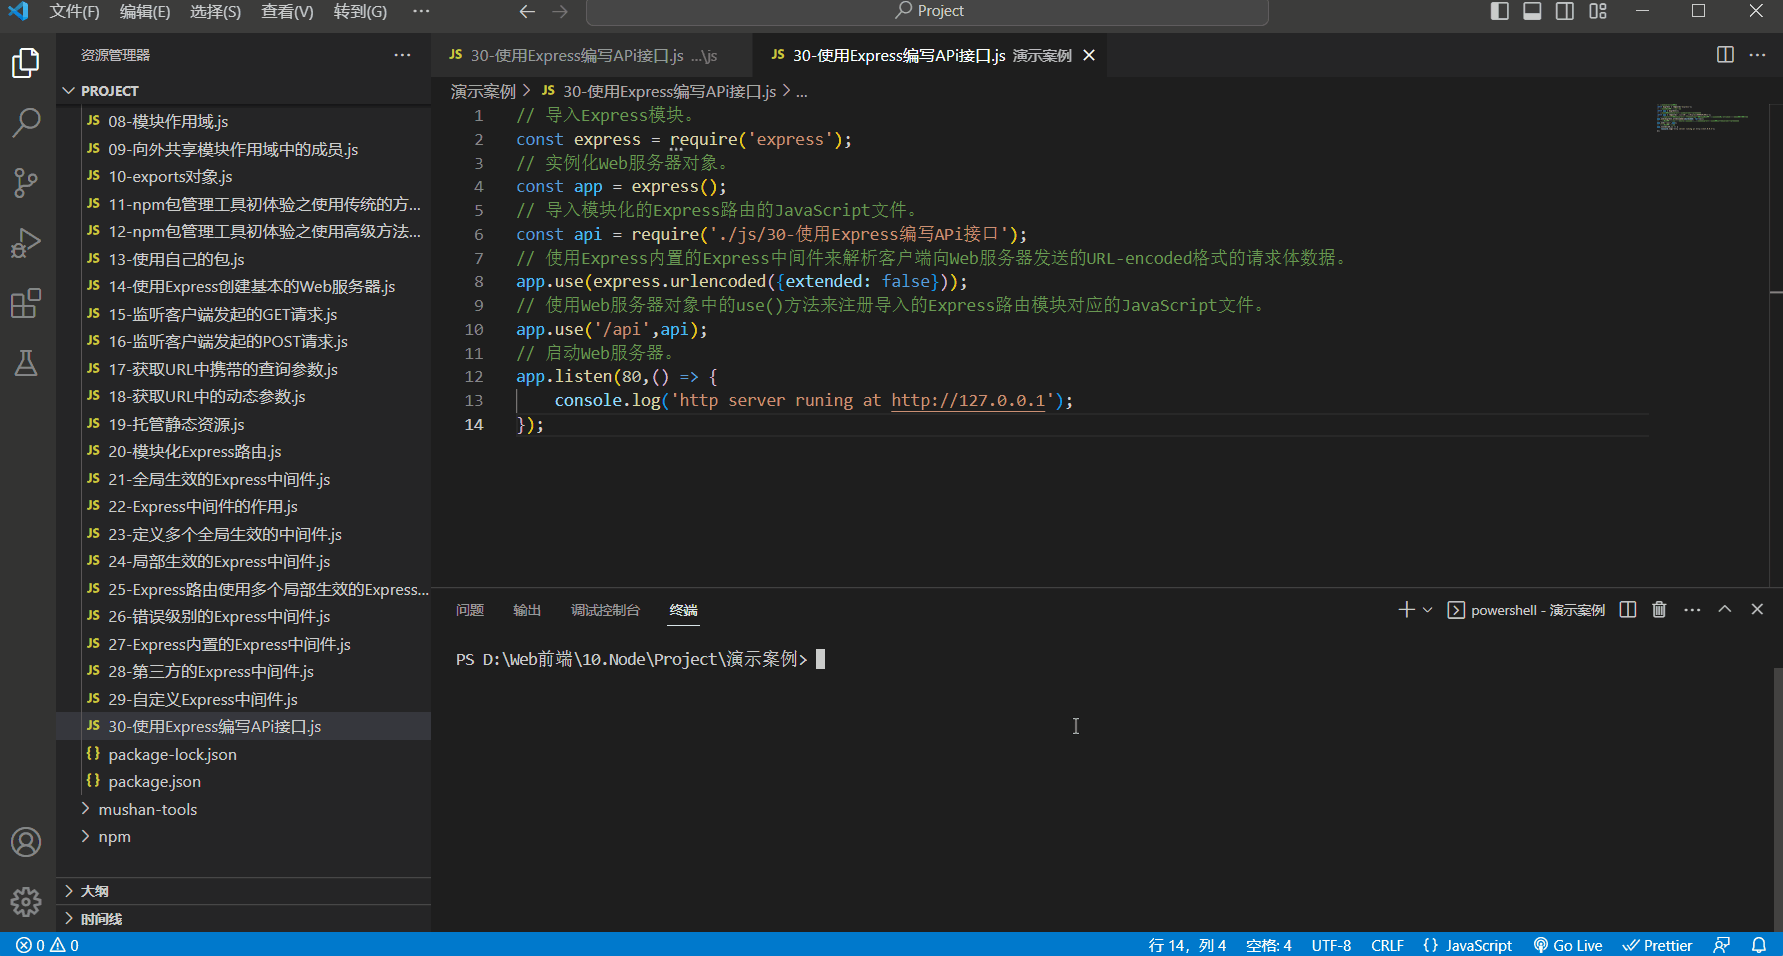 文件(F) 编辑(E) 选择(S) 查看(V) 转到(G) ··· Project
资源管理器
PROJECT
JS 08-模块作用域.js
JS 09-向外共享模块作用域中的成员.js
JS 10-exports对象.js
JS 11-npm包管理工具初体验之使用传统的方...
JS 12-npm包管理工具初体验之使用高级方法...
JS 13-使用自己的包.js
JS 14-使用Express创建基本的Web服务器.js
JS 15-监听客户端发起的GET请求.js
JS 16-监听客户端发起的POST请求.js
JS 17-获取URL中携带的查询参数.js
JS 18-获取URL中的动态参数.js
JS 19-托管静态资源.js
JS 20-模块化Express路由.js
JS 21-全局生效的Express中间件.js
JS 22-Express中间件的作用.js
JS 23-定义多个全局生效的中间件.js
JS 24-局部生效的Express中间件.js
JS 25-Express路由使用多个局部生效的Express...
JS 26-错误级别的Express中间件.js
JS 27-Express内置的Express中间件.js
JS 28-第三方的Express中间件.js
JS 29-自定义Express中间件.js
JS 30-使用Express编写APi接口.js
{} package-lock.json
{} package.json
mushan-tools
npm
大纲
时间线
JS 30-使用Express编写APi接口.js ...\js
JS 30-使用Express编写APi接口.js 演示案例
演示案例 > JS 30-使用Express编写APi接口.js > ...
1 // 导入Express模块。
2 const express = require('express');
3 // 实例化Web服务器对象。
4 const app = express();
5 // 导入模块化的Express路由的JavaScript文件。
6 const api = require('./js/30-使用Express编写APi接口');
7 // 使用Express内置的Express中间件来解析客户端向Web服务器发送的URL-encoded格式的请求体数据。
8 app.use(express.urlencoded({extended: false}));
9 // 使用Web服务器对象中的use()方法来注册导入的Express路由模块对应的JavaScript文件。
10 app.use('/api',api);
11 // 启动Web服务器。
12 app.listen(80,() => {
13 console.log('http server runing at http://127.0.0.1');
14 });
问题 输出 调试控制台 终端 powershell - 演示案例
PS D:\Web前端\10.Node\Project\演示案例>
0 0 行 14，列 4 空格: 4 UTF-8 CRLF {} JavaScript Go Live Prettier